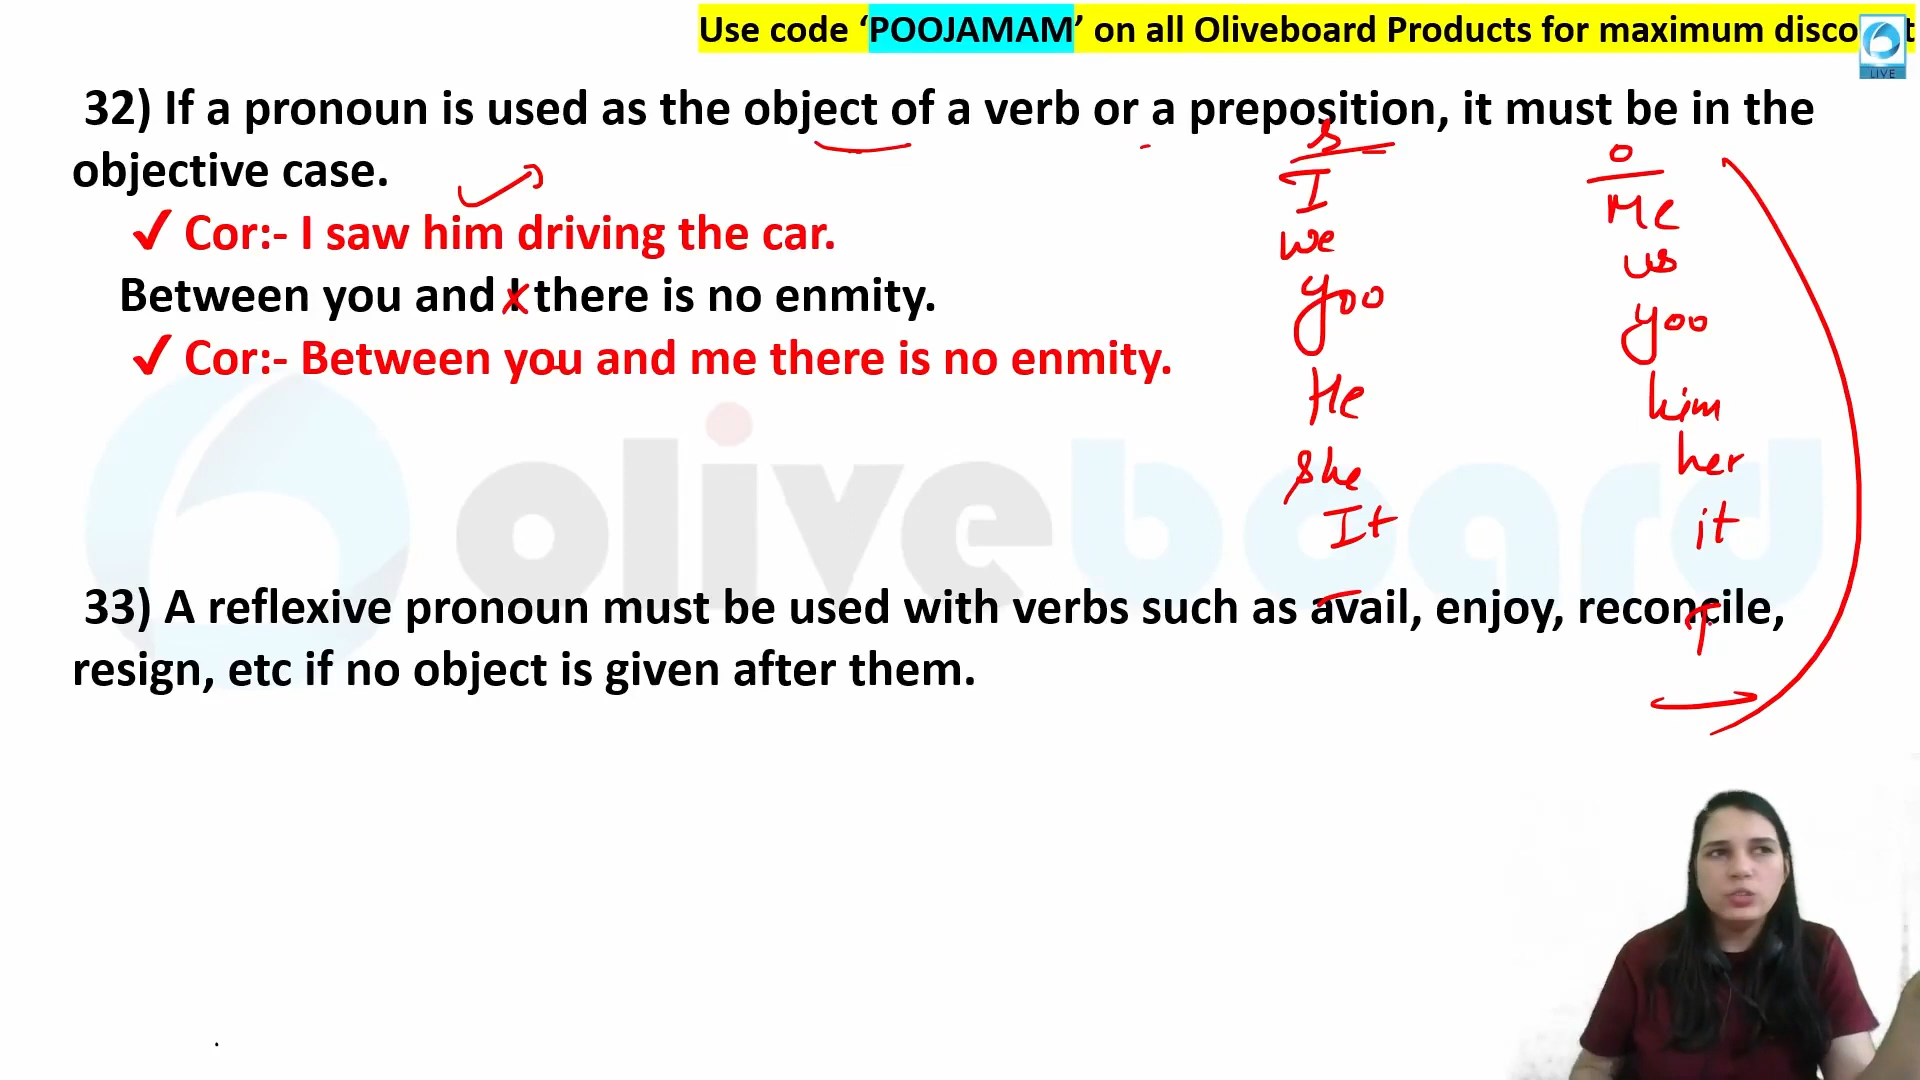 Use code ‘POOJAMAM’ on all Oliveboard Products for maximum disco t
LIVE
32) If a pronoun is used as the object of a verb or a preposition, it must be in the
objective case.
✓ Cor:- I saw him driving the car.
Between you and I there is no enmity.
✓ Cor:- Between you and me there is no enmity.
33) A reflexive pronoun must be used with verbs such as avail, enjoy, reconcile,
resign, etc if no object is given after them.
S O
I Me
we us
you you
He him
she her
It it
T
oliveboard